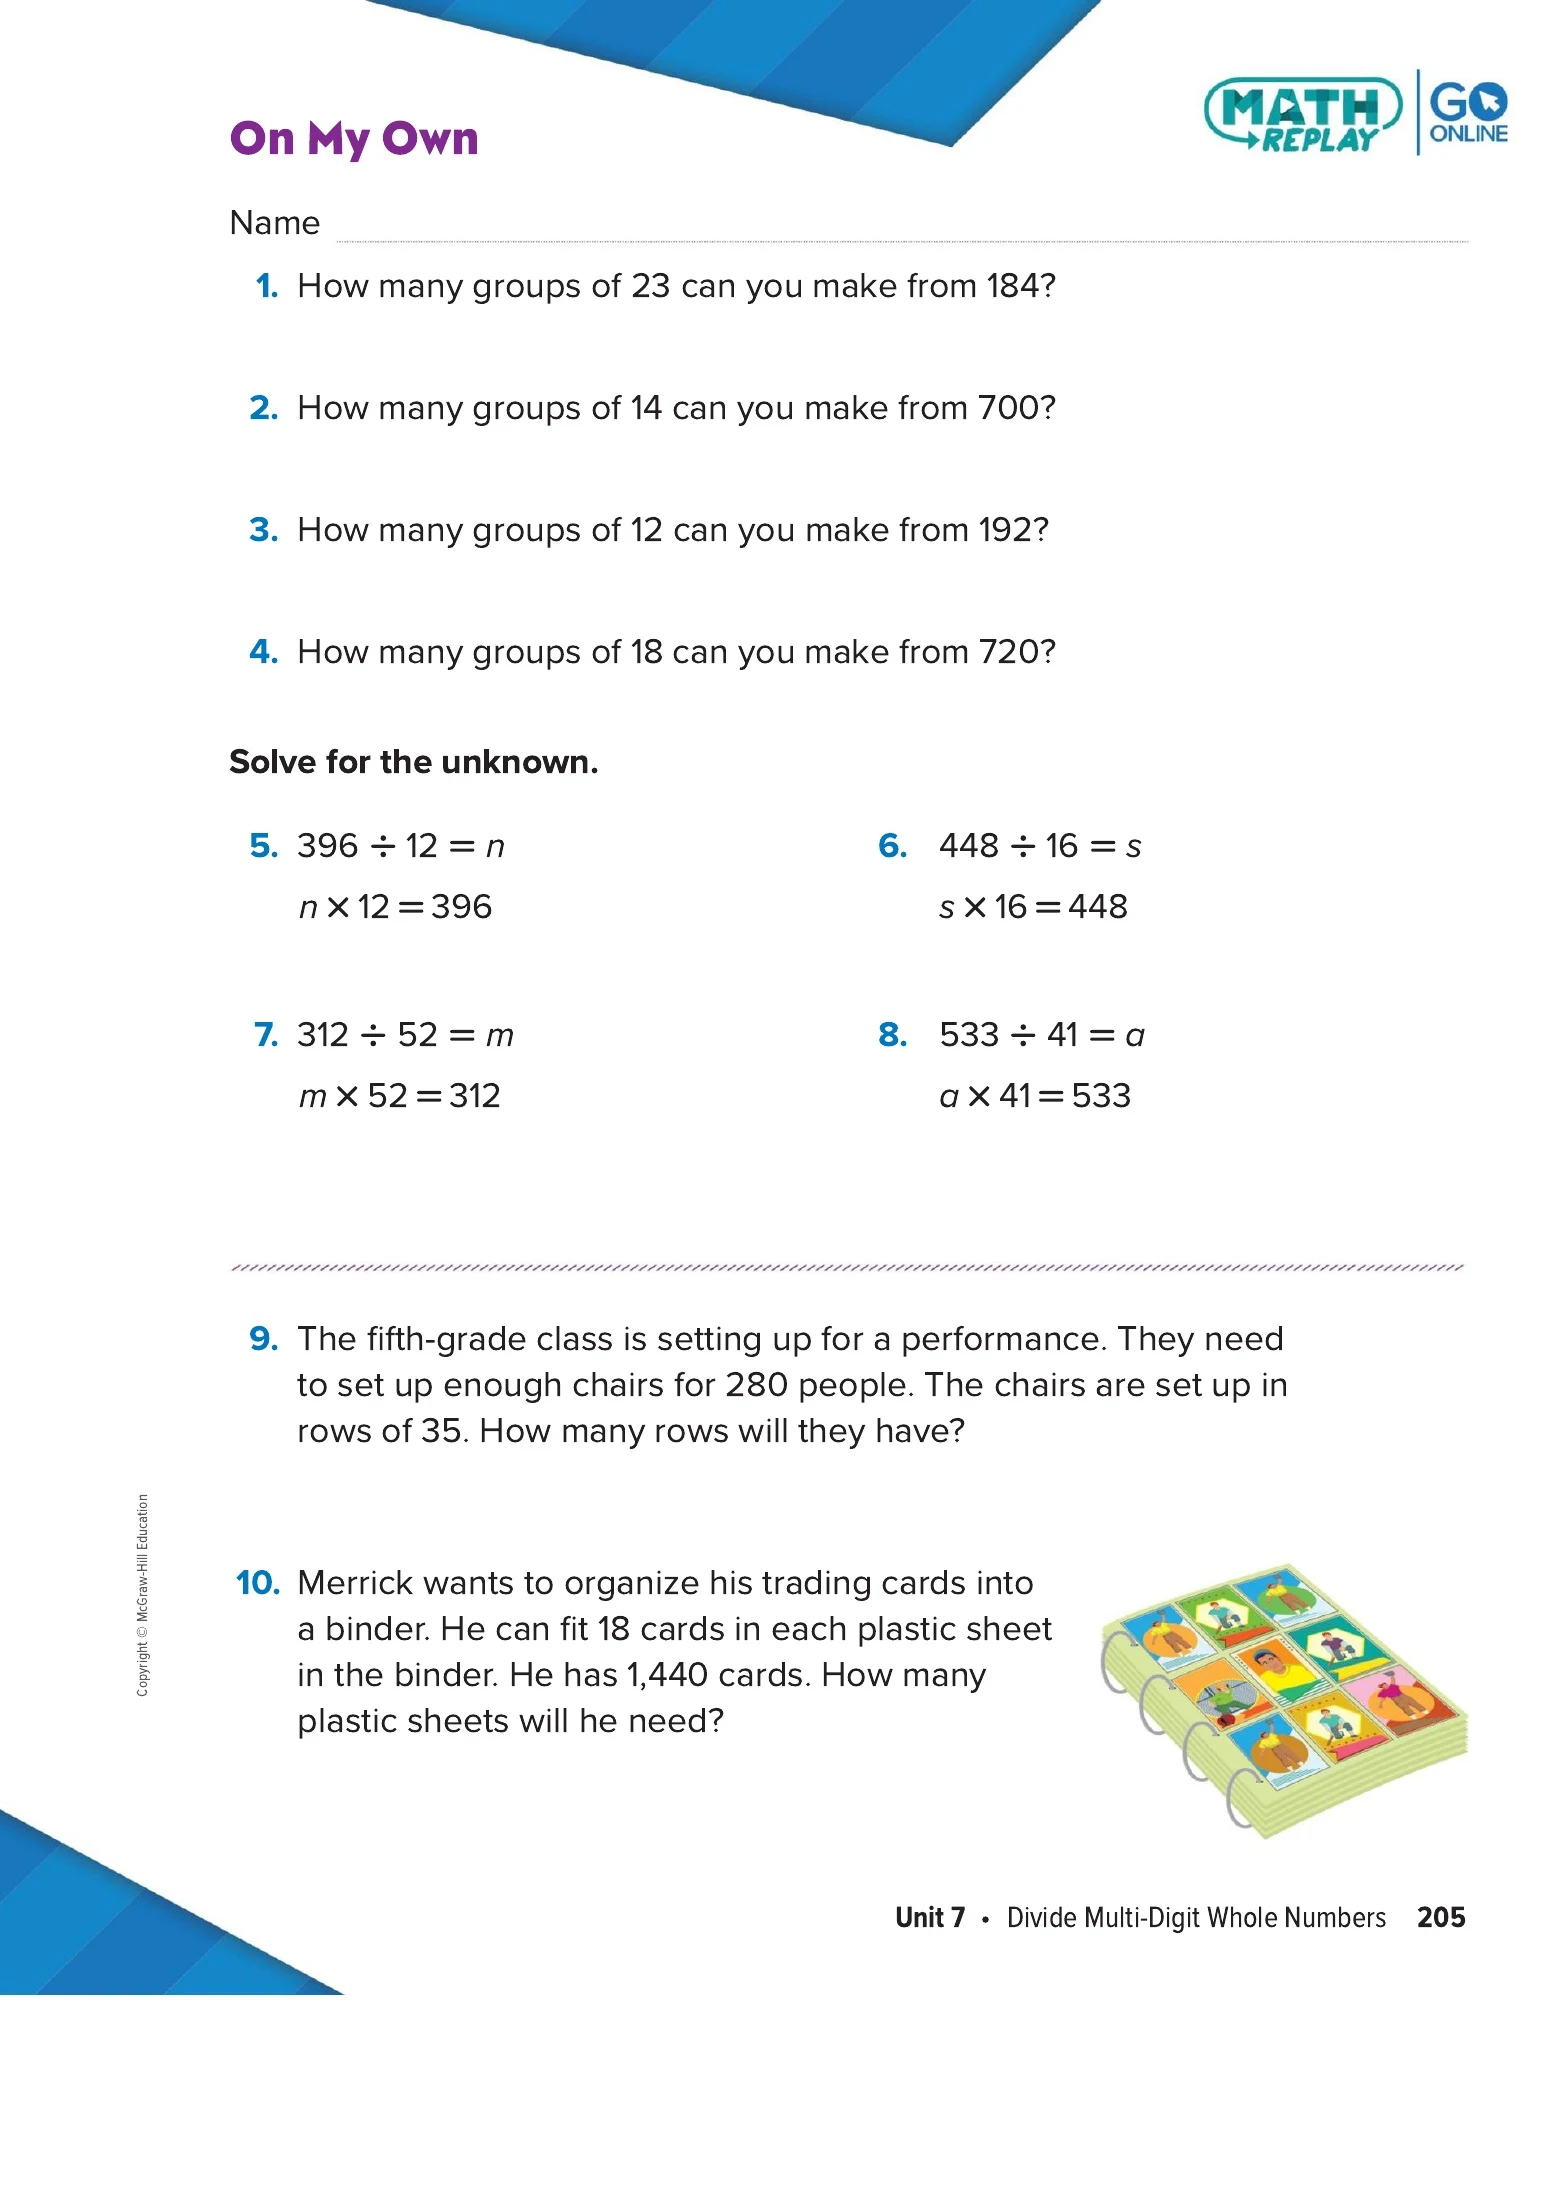 MATH
REPLAY
GO
ONLINE
On My Own
Name
1. How many groups of 23 can you make from 184?
2. How many groups of 14 can you make from 700?
3. How many groups of 12 can you make from 192?
4. How many groups of 18 can you make from 720?
Solve for the unknown.
5. 396 ÷ 12 = n
n × 12 = 396
6. 448 ÷ 16 = s
s × 16 = 448
7. 312 ÷ 52 = m
m × 52 = 312
8. 533 ÷ 41 = a
a × 41 = 533
9. The fifth-grade class is setting up for a performance. They need
to set up enough chairs for 280 people. The chairs are set up in
rows of 35. How many rows will they have?
10. Merrick wants to organize his trading cards into
a binder. He can fit 18 cards in each plastic sheet
in the binder. He has 1,440 cards. How many
plastic sheets will he need?
Copyright © McGraw-Hill Education
Unit 7 • Divide Multi-Digit Whole Numbers 205